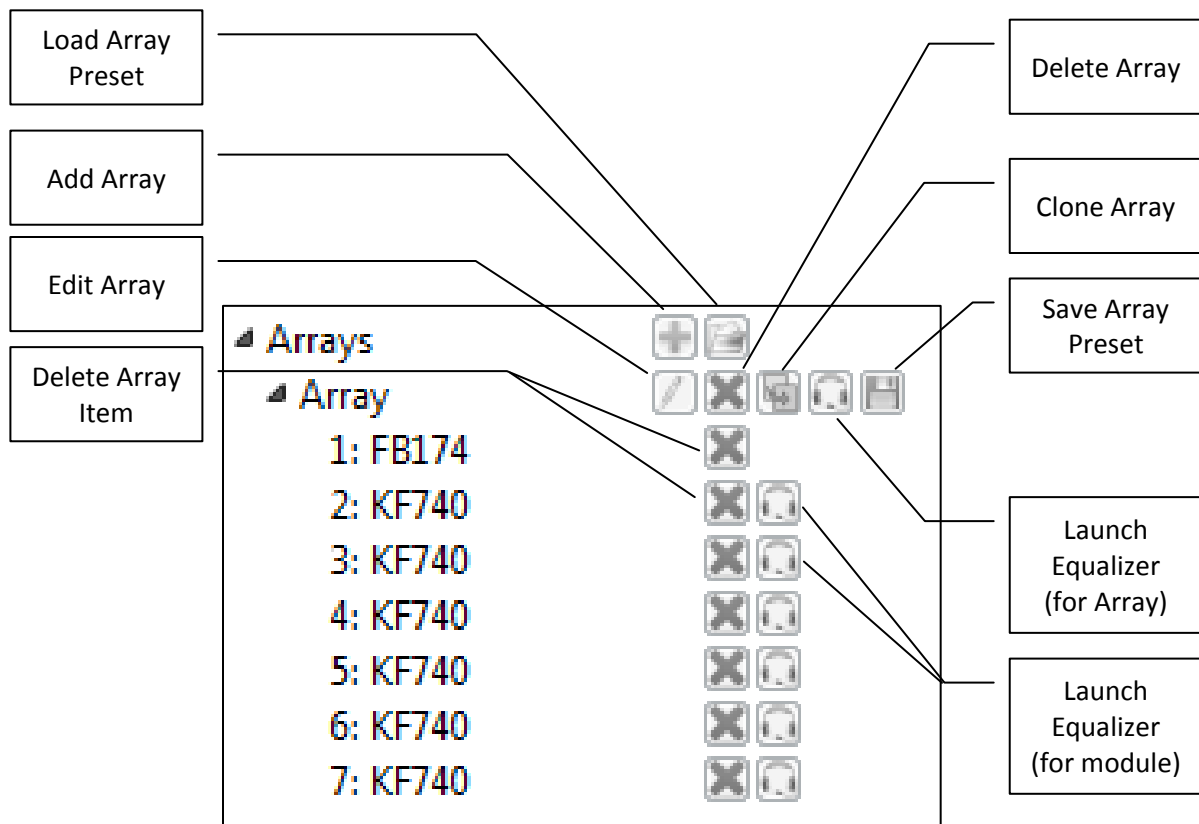 Load Array
Preset
Add Array
Edit Array
Delete Array
Item
Arrays
Array
1: FB174
2: KF740
3: KF740
4: KF740
5: KF740
6: KF740
7: KF740
Delete Array
Clone Array
Save Array
Preset
Launch
Equalizer
(for Array)
Launch
Equalizer
(for module)